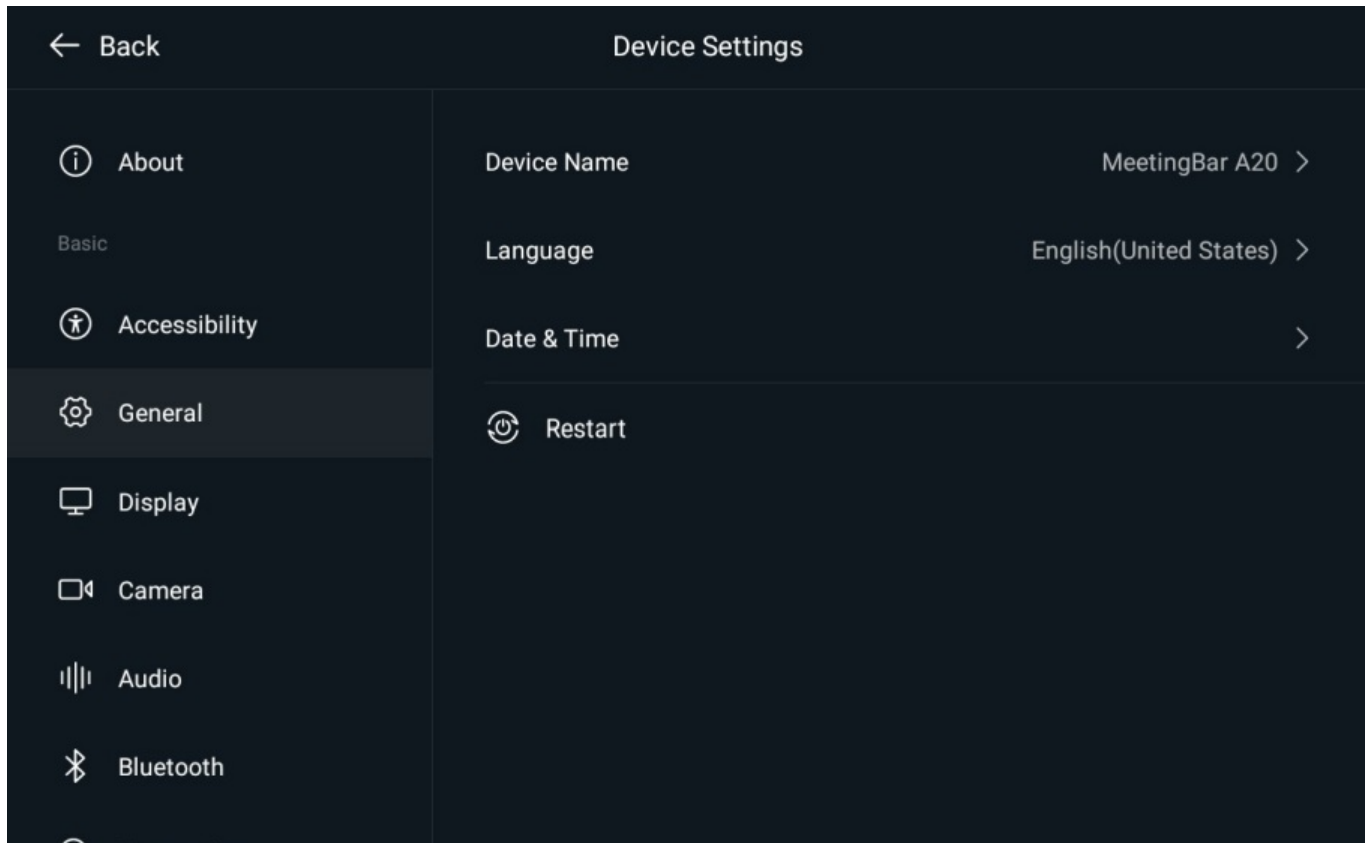 Back
Device Settings
About
Basic
Accessibility
General
Display
Camera
Audio
Bluetooth
Device Name
MeetingBar A20
Language
English(United States)
Date & Time
Restart